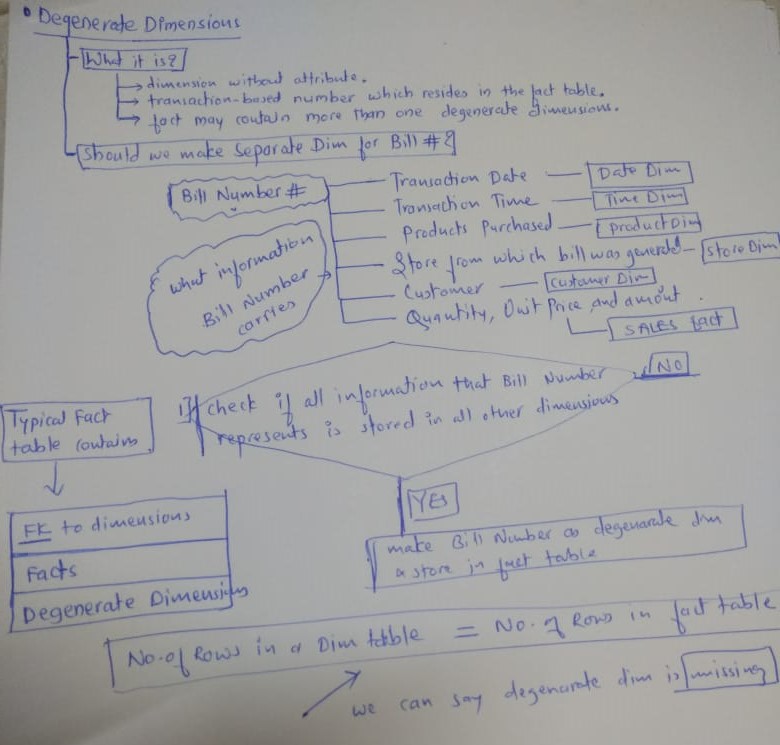 Degenerate Dimensions
What it is?
dimension without attribute.
transaction-based number which resides in the fact table.
fact may contain more than one degenerate dimensions.
Should we make Separate Dim for Bill #?
Bill Number #
Transaction Date — Date Dim
Transaction Time — Time Dim
Products Purchased — Product Dim
Store from which bill was generated — Store Dim
Customer — Customer Dim
Quantity, Unit Price and amount.
SALES fact
What information
Bill Number
carries
NO
If check if all information that Bill Number
represents is stored in all other dimensions
Typical Fact
table contains
YES
make Bill Number as degenarate dim
& store in fact table
FK to dimensions
Facts
Degenerate Dimensions
No. of Rows in a Dim table = No. of Rows in fact table
we can say degenarate dim is missing